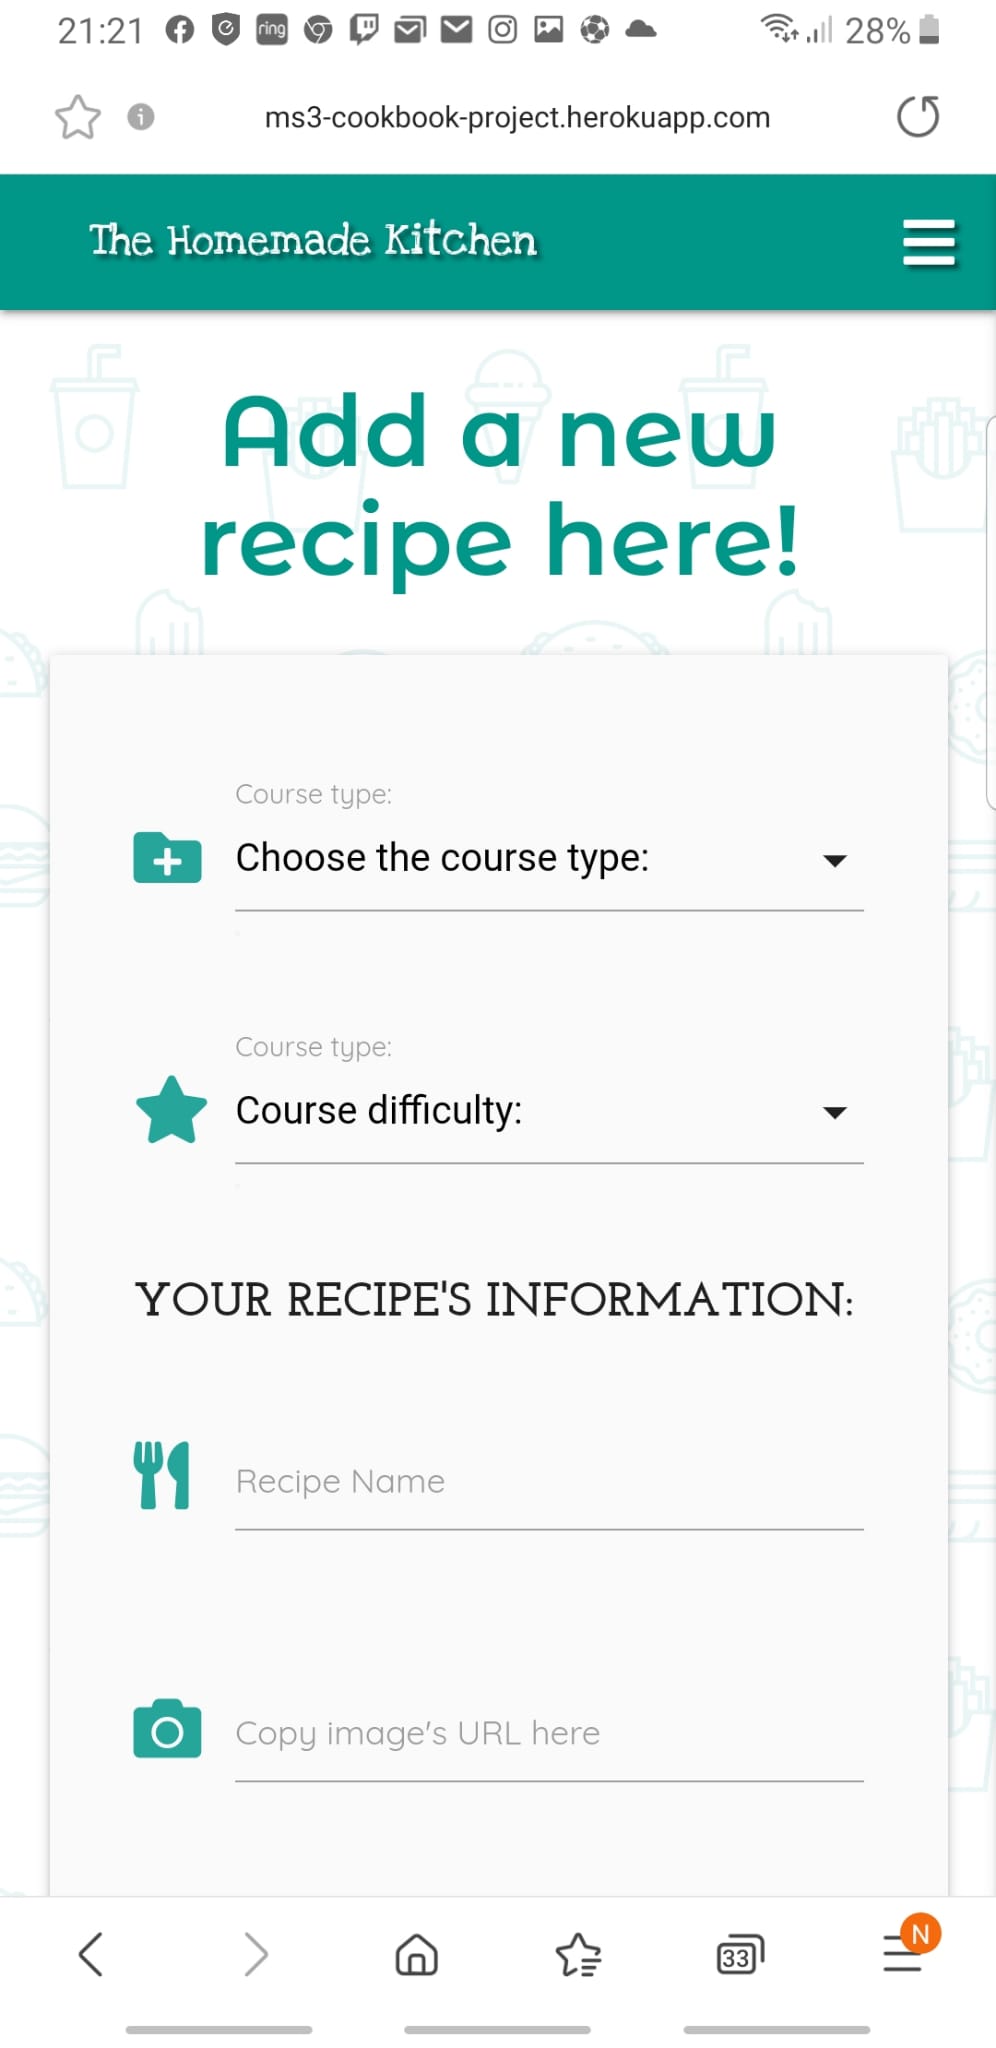 21:21
ring
28%
ms3-cookbook-project.herokuapp.com
The Homemade Kitchen
Add a new
recipe here!
Course type:
Choose the course type:
Course type:
Course difficulty:
YOUR RECIPE'S INFORMATION:
Recipe Name
Copy image's URL here
33
N